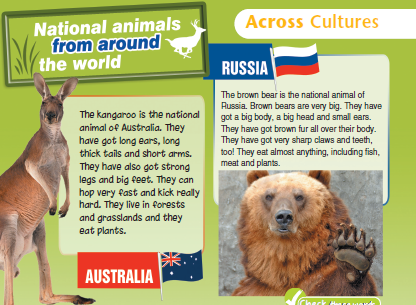 National animals
from around
the world
Across Cultures
The kangaroo is the national
animal of Australia. They
have got long ears, long
thick tails and short arms.
They have also got strong
legs and big feet. They can
hop very fast and kick really
hard. They live in forests
and grasslands and they
eat plants.
AUSTRALIA
RUSSIA
The brown bear is the national animal of
Russia. Brown bears are very big. They have
got a big body, a big head and small ears.
They have got brown fur all over their body.
They have got very sharp claws and teeth,
too! They eat almost anything, including fish,
meat and plants.
Check